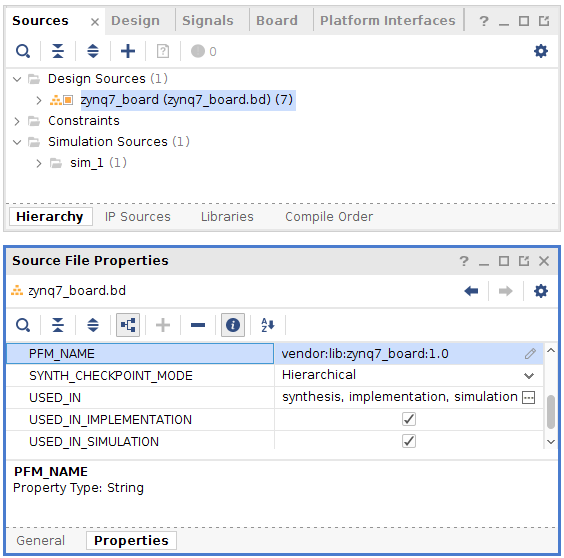 Sources Design Signals Board Platform Interfaces
0
Design Sources (1)
zynq7_board (zynq7_board.bd) (7)
Constraints
Simulation Sources (1)
sim_1 (1)
Hierarchy IP Sources Libraries Compile Order
Source File Properties
zynq7_board.bd
PFM_NAME vendor:lib:zynq7_board:1.0
SYNTH_CHECKPOINT_MODE Hierarchical
USED_IN synthesis, implementation, simulation
USED_IN_IMPLEMENTATION
USED_IN_SIMULATION
PFM_NAME
Property Type: String
General Properties